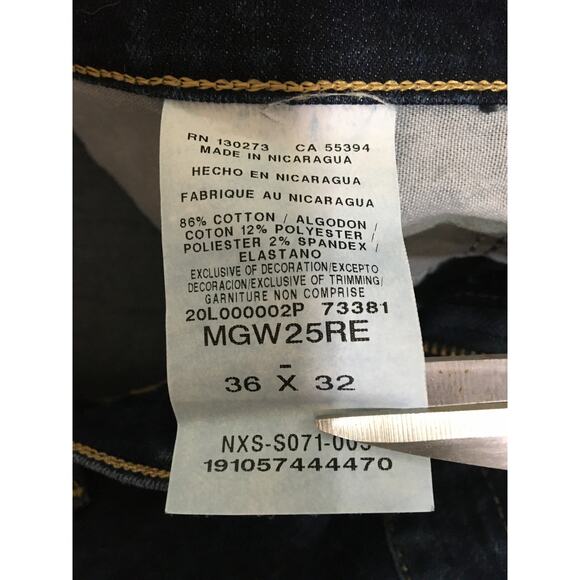 RN 130273 CA 55394
MADE IN NICARAGUA
HECHO EN NICARAGUA
FABRIQUE AU NICARAGUA
86% COTTON / ALGODON /
COTON 12% POLYESTER /
POLIESTER 2% SPANDEX /
ELASTANO
EXCLUSIVE OF DECORATION/EXCEPTO
DECORACION/EXCLUSIVE OF TRIMMING/
GARNITURE NON COMPRISE
20L000002P 73381
MGW25RE
-
36 X 32
191057444470